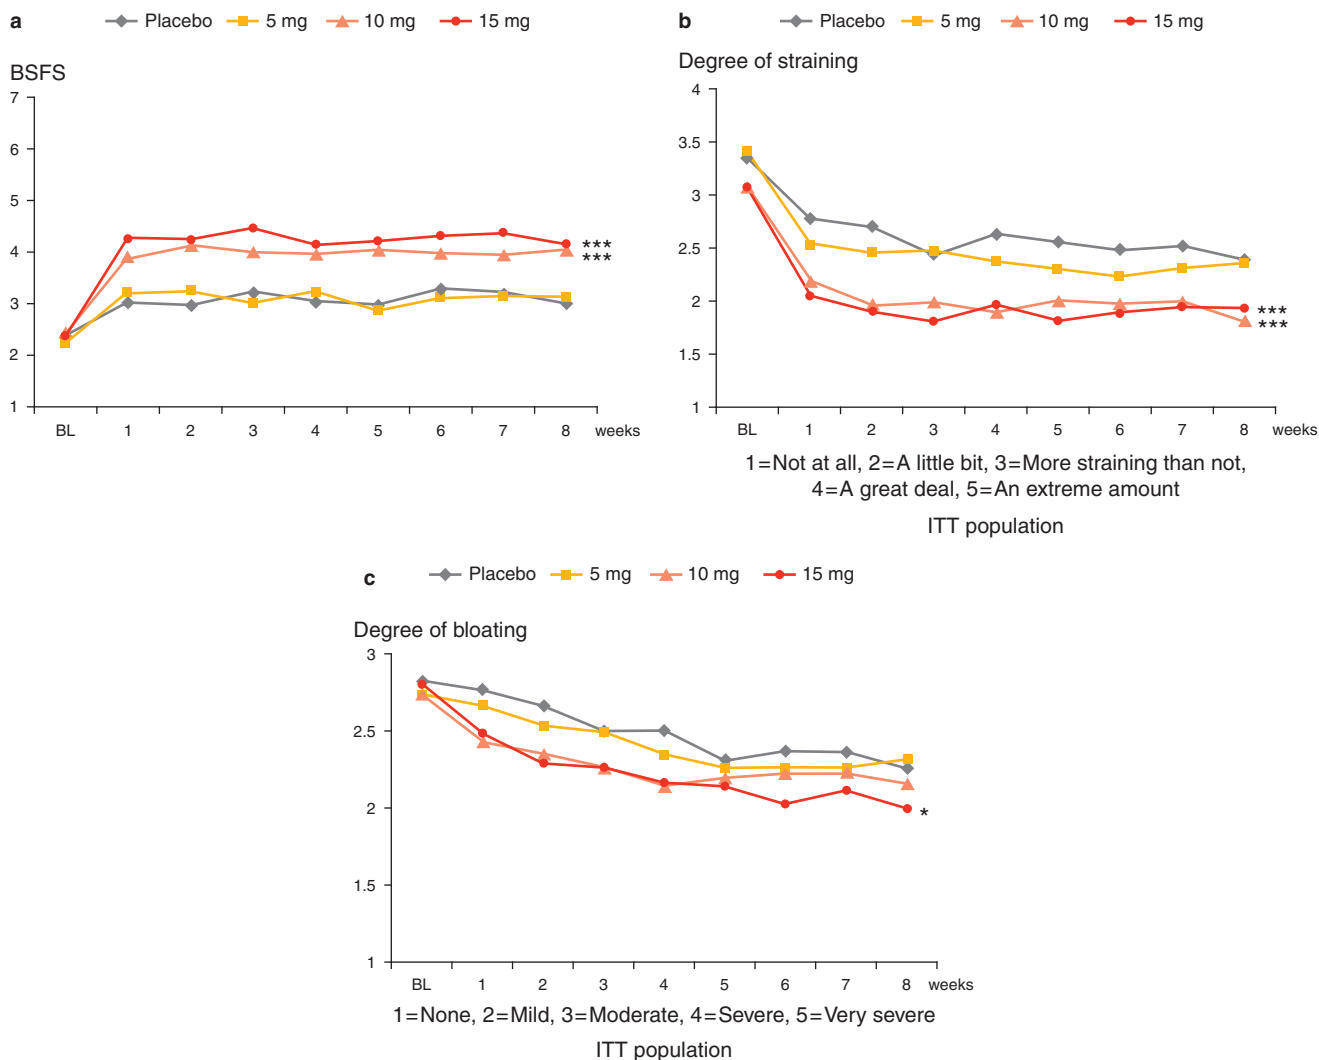 a
Placebo 5 mg 10 mg 15 mg
BSFS
7
6
5
4
3
2
1
***
***
BL 1 2 3 4 5 6 7 8 weeks
b
Placebo 5 mg 10 mg 15 mg
Degree of straining
4
3.5
3
2.5
2
1.5
1
***
***
BL 1 2 3 4 5 6 7 8 weeks
1=Not at all, 2=A little bit, 3=More straining than not,
4=A great deal, 5=An extreme amount
ITT population
c
Placebo 5 mg 10 mg 15 mg
Degree of bloating
3
2.5
2
1.5
1
*
BL 1 2 3 4 5 6 7 8 weeks
1=None, 2=Mild, 3=Moderate, 4=Severe, 5=Very severe
ITT population